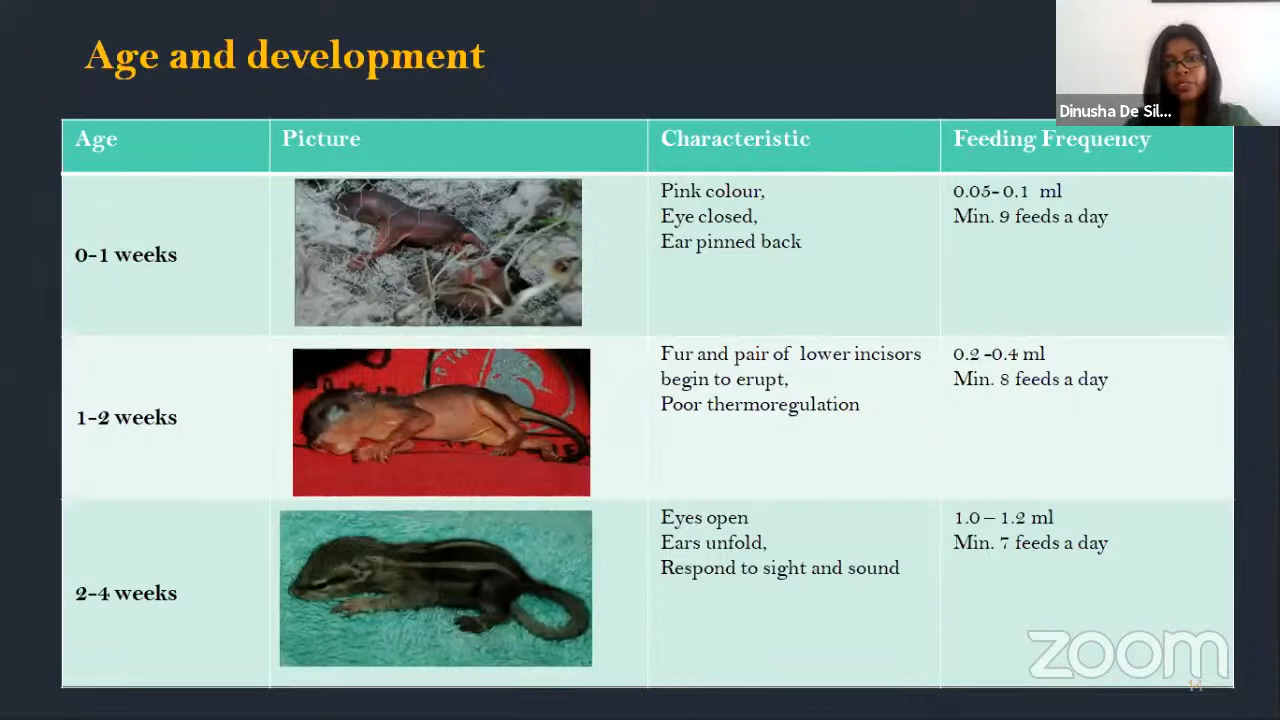 Age and development
Dinusha De Sil...
Age
Picture
Characteristic
Feeding Frequency
0-1 weeks
Pink colour,
Eye closed,
Ear pinned back
0.05- 0.1 ml
Min. 9 feeds a day
1-2 weeks
Fur and pair of lower incisors
begin to erupt,
Poor thermoregulation
0.2 -0.4 ml
Min. 8 feeds a day
2-4 weeks
Eyes open
Ears unfold,
Respond to sight and sound
1.0 – 1.2 ml
Min. 7 feeds a day
zoom